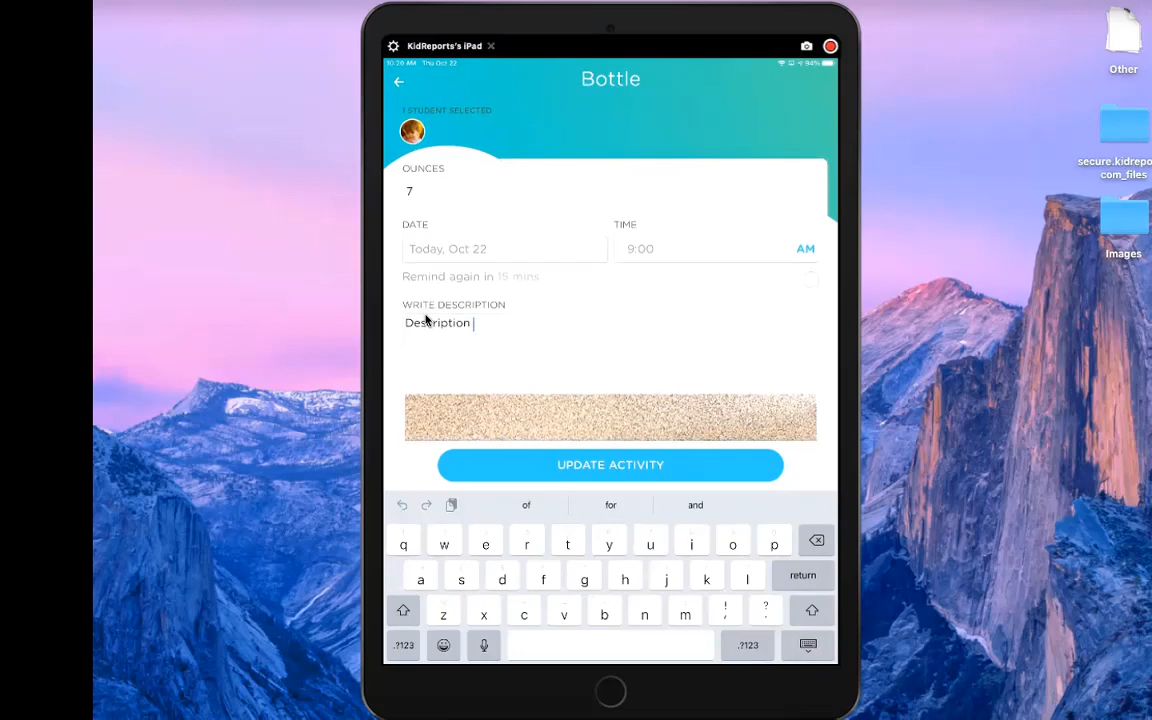 KidReports's iPad
10:28 AM Thu Oct 22
94%
Bottle
1 STUDENT SELECTED
OUNCES
7
DATE
TIME
Today, Oct 22
9:00
AM
Remind again in 15 mins
WRITE DESCRIPTION
Description
UPDATE ACTIVITY
of
for
and
q w e r t y u i o p
a s d f g h j k l return
z x c v b n m ! , ? .
.?123
.?123
Other
secure.kidrepo
com_files
Images